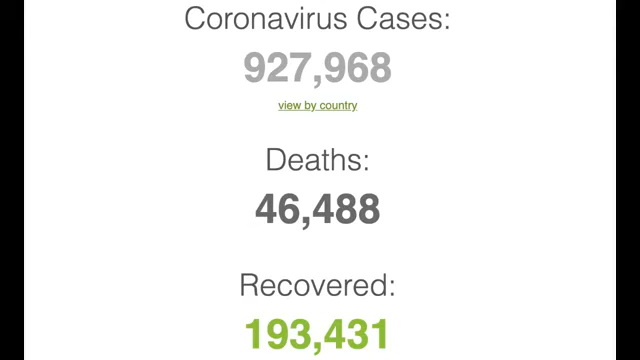 Coronavirus Cases:
927,968
view by country
Deaths:
46,488
Recovered:
193,431